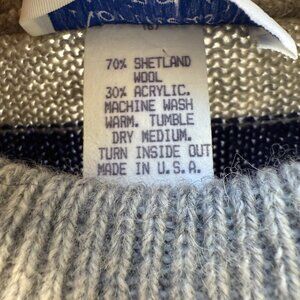 70% SHETLAND
WOOL
30% ACRYLIC.
MACHINE WASH
WARM. TUMBLE
DRY MEDIUM.
TURN INSIDE OUT
MADE IN U.S.A.